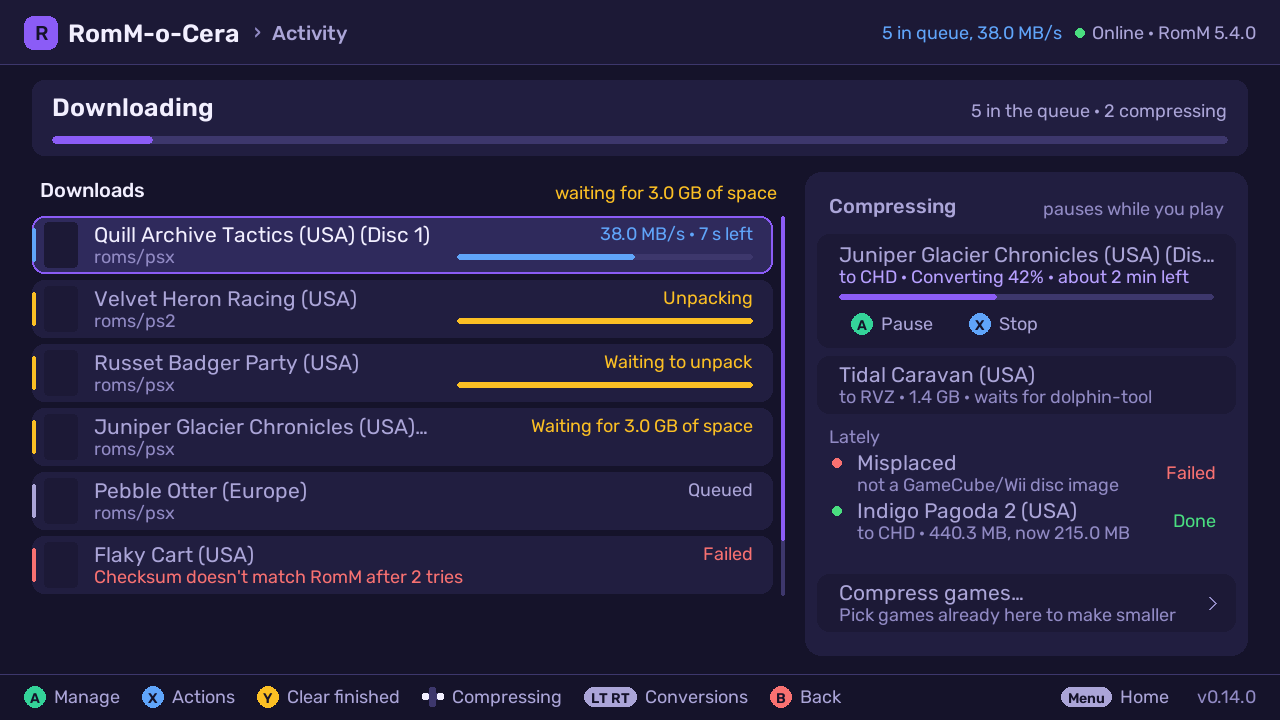 R RomM-o-Cera › Activity
5 in queue, 38.0 MB/s Online • RomM 5.4.0
Downloading
5 in the queue • 2 compressing
Downloads
waiting for 3.0 GB of space
Quill Archive Tactics (USA) (Disc 1)
38.0 MB/s • 7 s left
roms/psx
Velvet Heron Racing (USA)
Unpacking
roms/ps2
Russet Badger Party (USA)
Waiting to unpack
roms/psx
Juniper Glacier Chronicles (USA)…
Waiting for 3.0 GB of space
roms/psx
Pebble Otter (Europe)
Queued
roms/psx
Flaky Cart (USA)
Failed
Checksum doesn't match RomM after 2 tries
Compressing
pauses while you play
Juniper Glacier Chronicles (USA) (Dis…
to CHD • Converting 42% • about 2 min left
A Pause X Stop
Tidal Caravan (USA)
to RVZ • 1.4 GB • waits for dolphin-tool
Lately
Misplaced
not a GameCube/Wii disc image
Failed
Indigo Pagoda 2 (USA)
to CHD • 440.3 MB, now 215.0 MB
Done
Compress games…
Pick games already here to make smaller
A Manage X Actions Y Clear finished Compressing LT RT Conversions B Back Menu Home v0.14.0